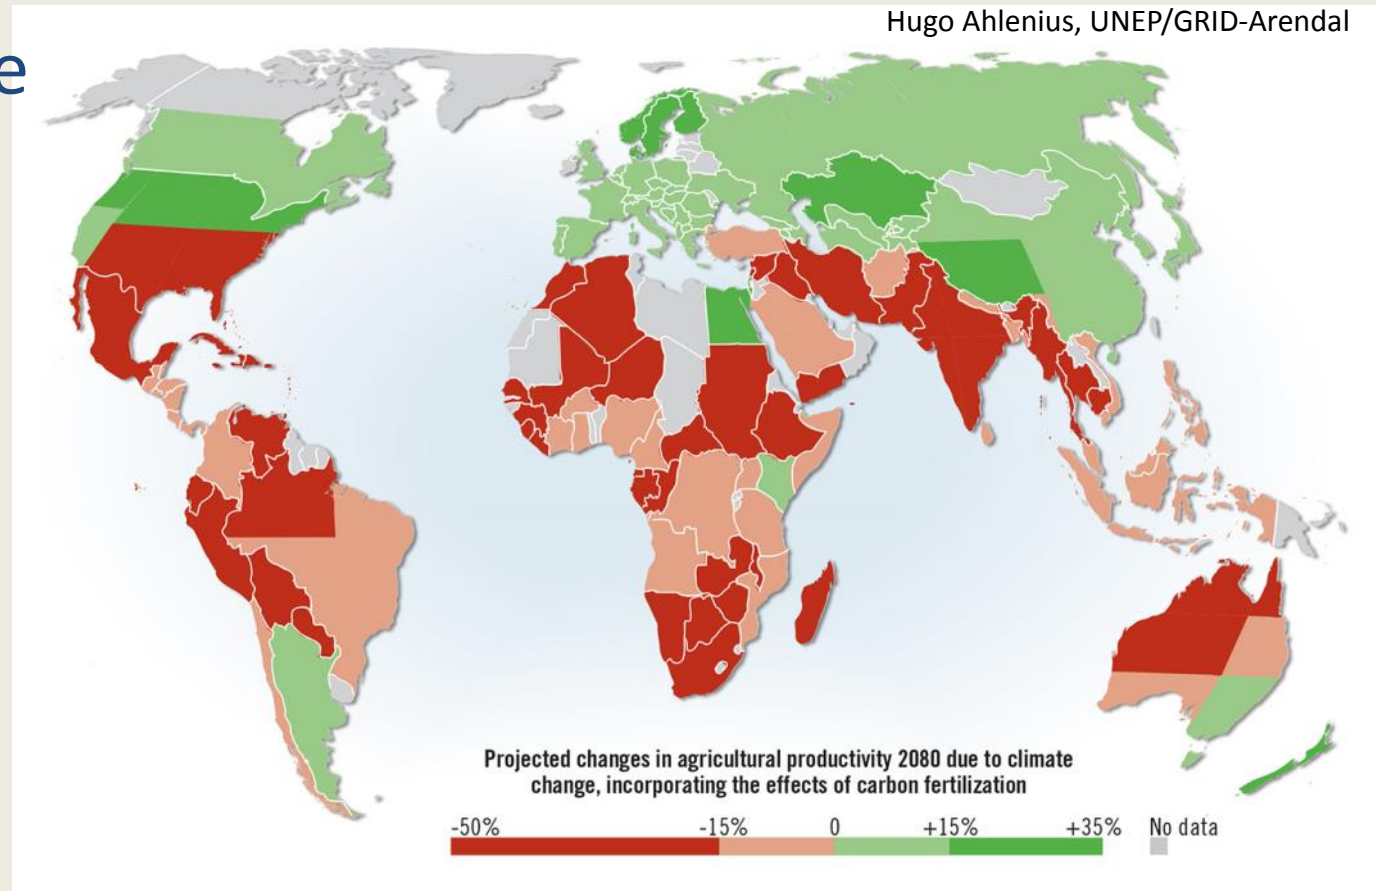 Hugo Ahlenius, UNEP/GRID-Arendal
e
Projected changes in agricultural productivity 2080 due to climate
change, incorporating the effects of carbon fertilization
-50% -15% 0 +15% +35% No data